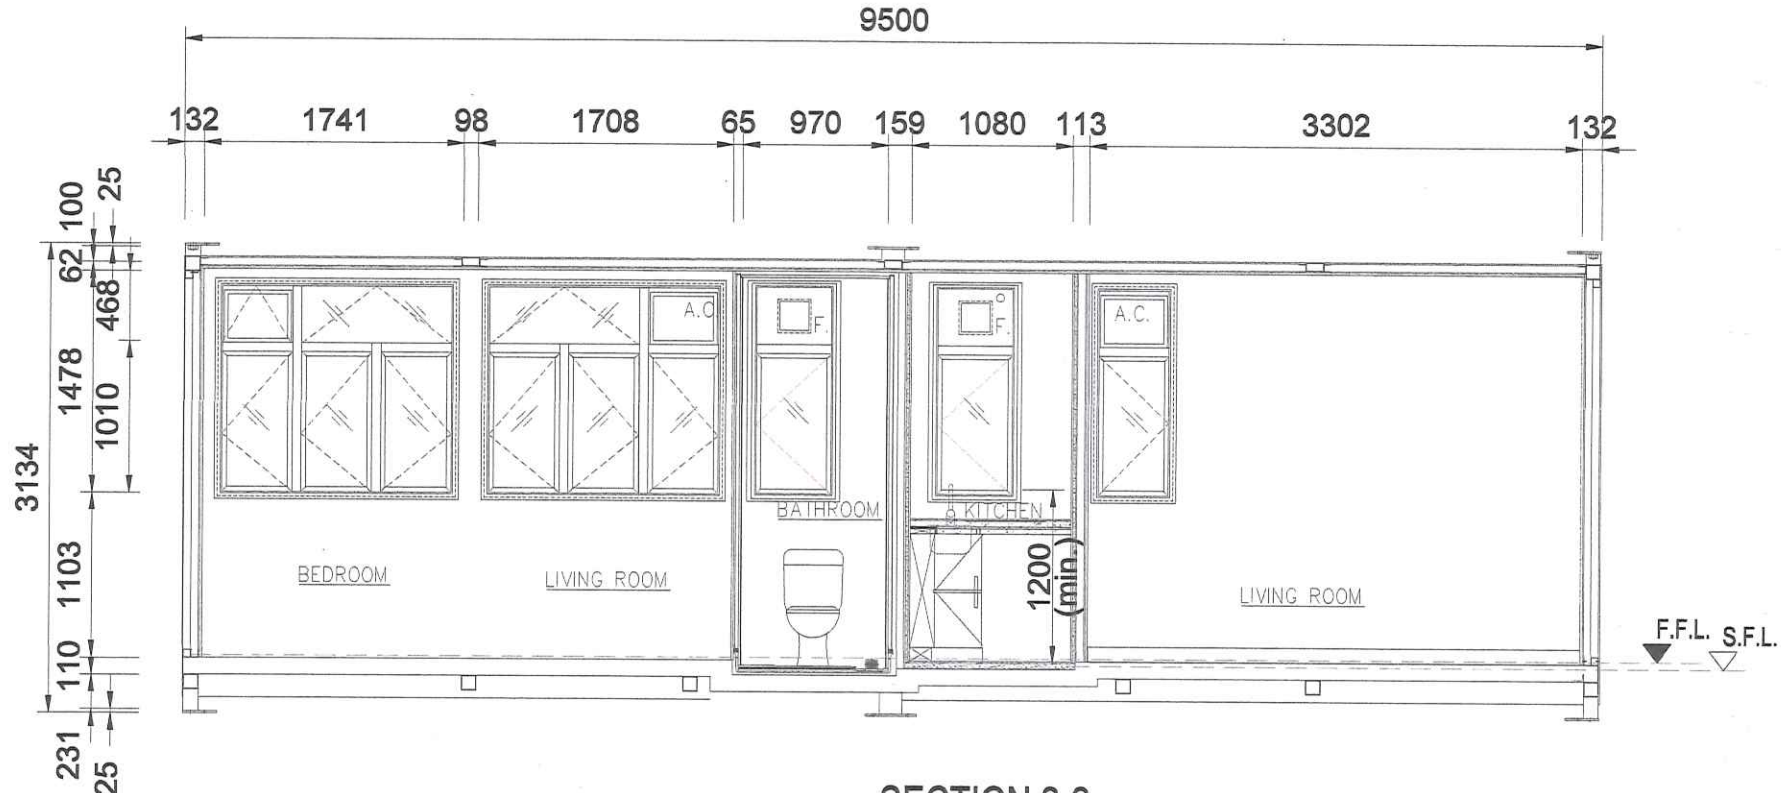 9500
132 1741 98 1708 65 970 159 1080 113 3302 132
100
25
62
468
1478
1010
3134
1103
110
231
25
A.C
F.
F.
A.C.
BATHROOM
KITCHEN
1200
(min.)
BEDROOM
LIVING ROOM
LIVING ROOM
F.F.L.
S.F.L.